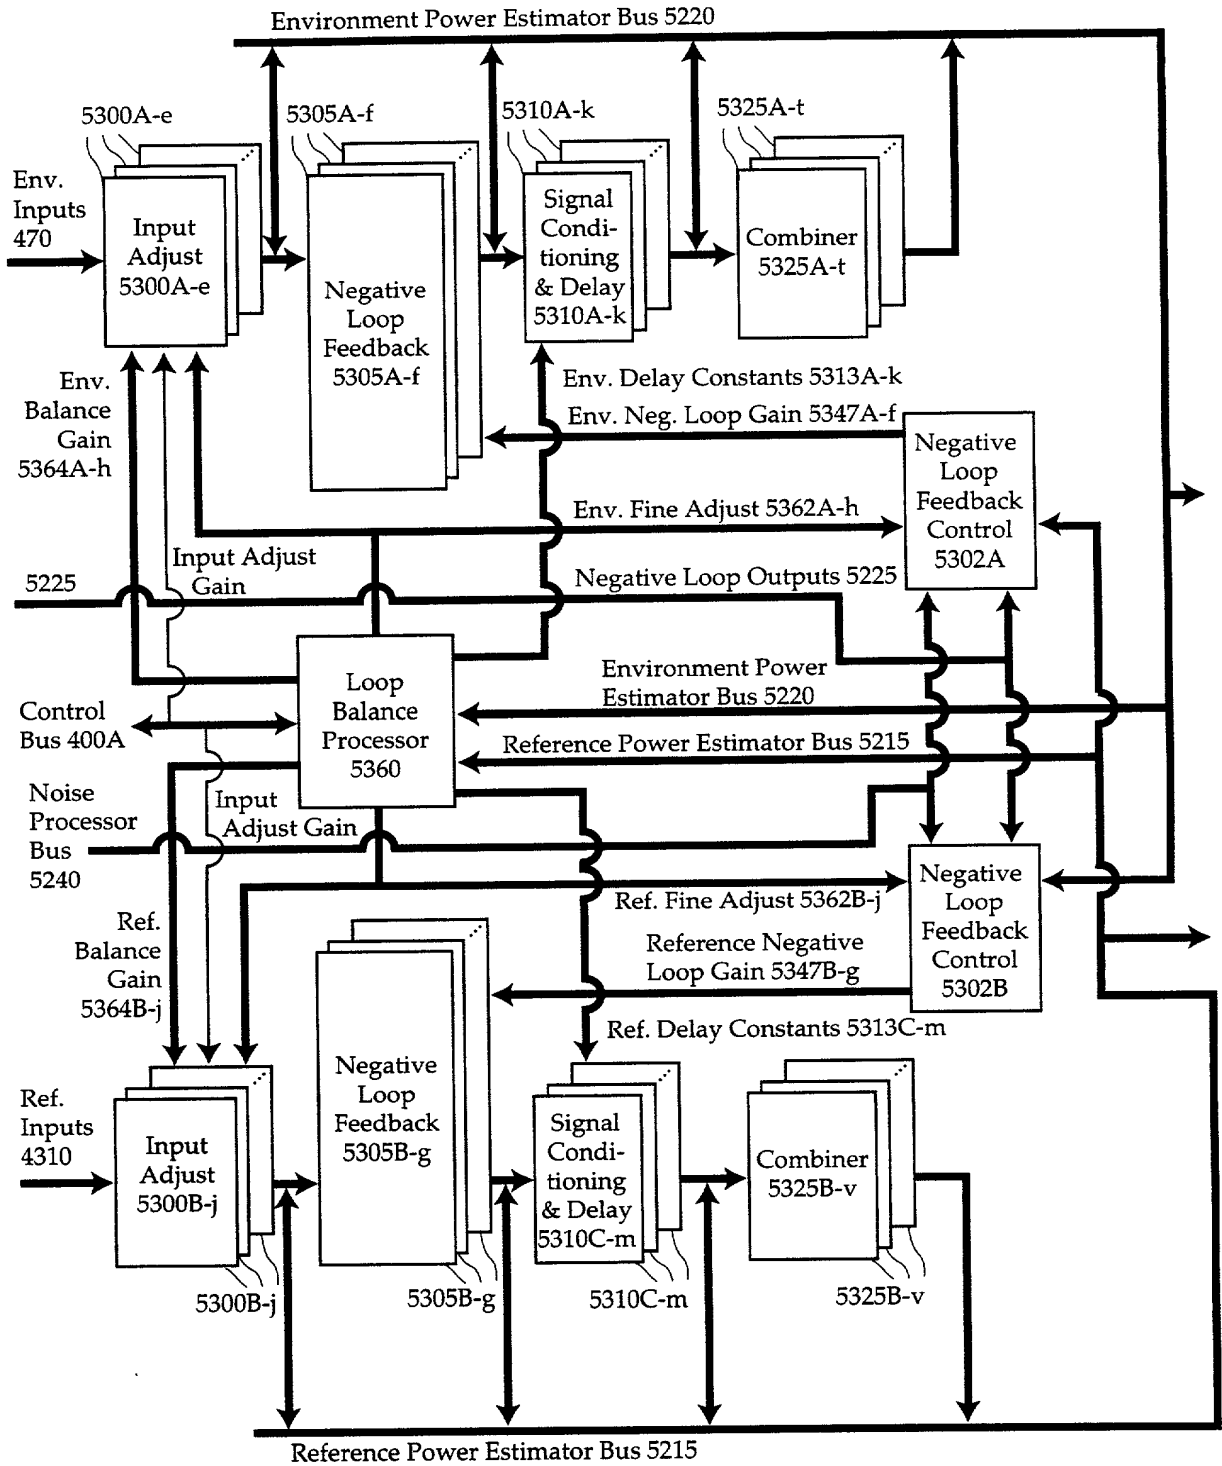 Environment Power Estimator Bus 5220
5300A-e
5305A-f
5310A-k
5325A-t
Env.
Inputs
470
Input
Adjust
5300A-e
Negative
Loop
Feedback
5305A-f
Signal
Condi-
tioning
& Delay
5310A-k
Combiner
5325A-t
Env.
Balance
Gain
5364A-h
Env. Delay Constants 5313A-k
Env. Neg. Loop Gain 5347A-f
Negative
Loop
Feedback
Control
5302A
Env. Fine Adjust 5362A-h
Input Adjust
Gain
5225
Negative Loop Outputs 5225
Loop
Balance
Processor
5360
Environment Power
Estimator Bus 5220
Control
Bus 400A
Reference Power Estimator Bus 5215
Noise
Processor
Bus
5240
Input
Adjust Gain
Negative
Loop
Feedback
Control
5302B
Ref. Fine Adjust 5362B-j
Ref.
Balance
Gain
5364B-j
Reference Negative
Loop Gain 5347B-g
Ref. Delay Constants 5313C-m
Ref.
Inputs
4310
Input
Adjust
5300B-j
Negative
Loop
Feedback
5305B-g
Signal
Condi-
tioning
& Delay
5310C-m
Combiner
5325B-v
5300B-j
5305B-g
5310C-m
5325B-v
Reference Power Estimator Bus 5215